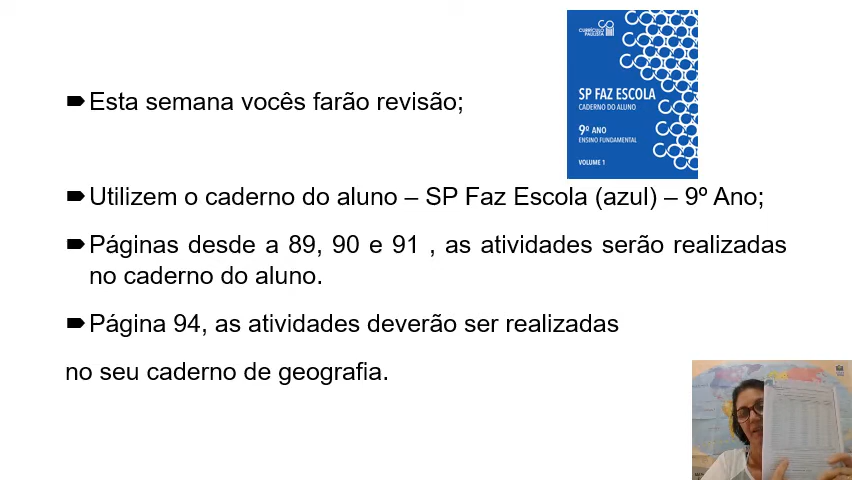 CURRÍCULO
PAULISTA
SP FAZ ESCOLA
CADERNO DO ALUNO
9º ANO
ENSINO FUNDAMENTAL
VOLUME 1
Esta semana vocês farão revisão;
Utilizem o caderno do aluno – SP Faz Escola (azul) – 9º Ano;
Páginas desde a 89, 90 e 91 , as atividades serão realizadas
no caderno do aluno.
Página 94, as atividades deverão ser realizadas
no seu caderno de geografia.